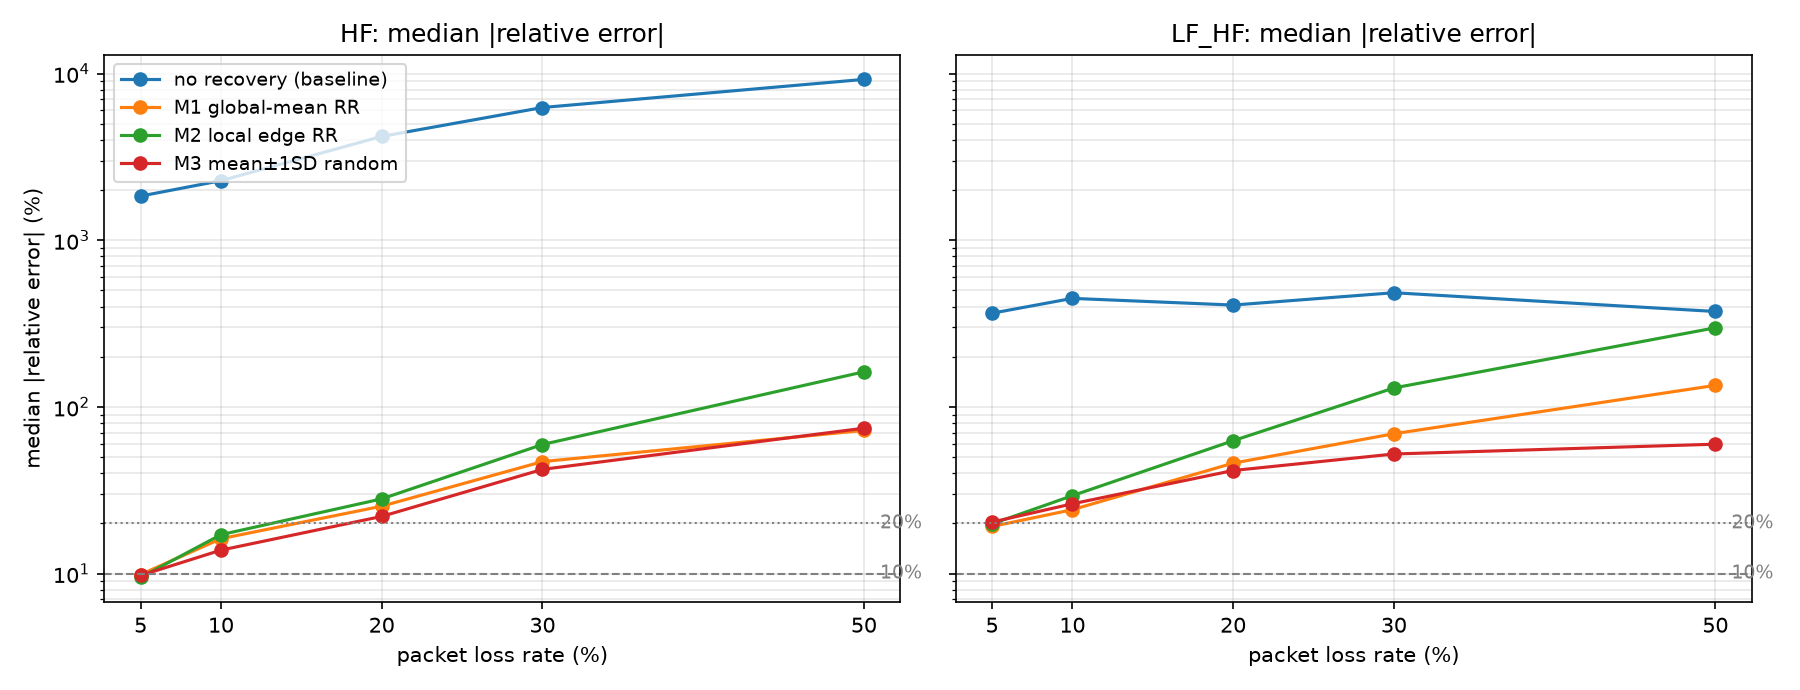 HF: median |relative error|
no recovery (baseline)
M1 global-mean RR
M2 local edge RR
M3 mean±1SD random
median |relative error| (%)
10⁴
10³
10²
10¹
20%
10%
5 10 20 30 50
packet loss rate (%)
LF_HF: median |relative error|
20%
10%
5 10 20 30 50
packet loss rate (%)